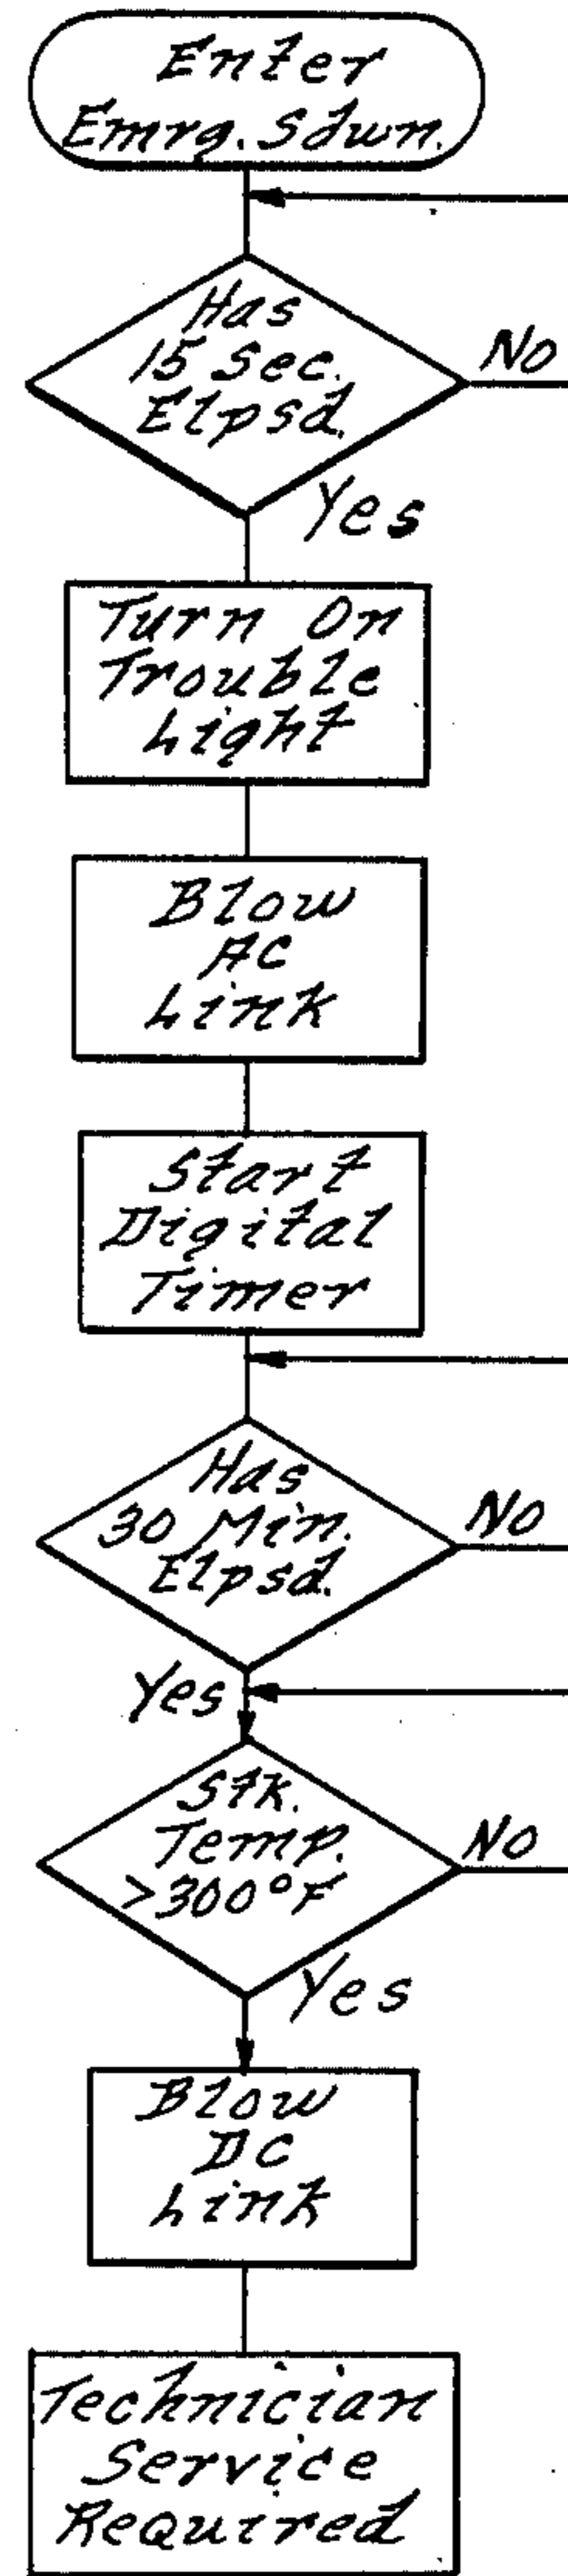 Enter
Emrg. Sdwn.
Has
15 Sec.
Elpsd.
No
Yes
Turn On
Trouble
Light
Blow
AC
Link
Start
Digital
Timer
Has
30 Min.
Elpsd.
No
Yes
Stk.
Temp.
>300°F
No
Yes
Blow
DC
Link
Technician
Service
Required